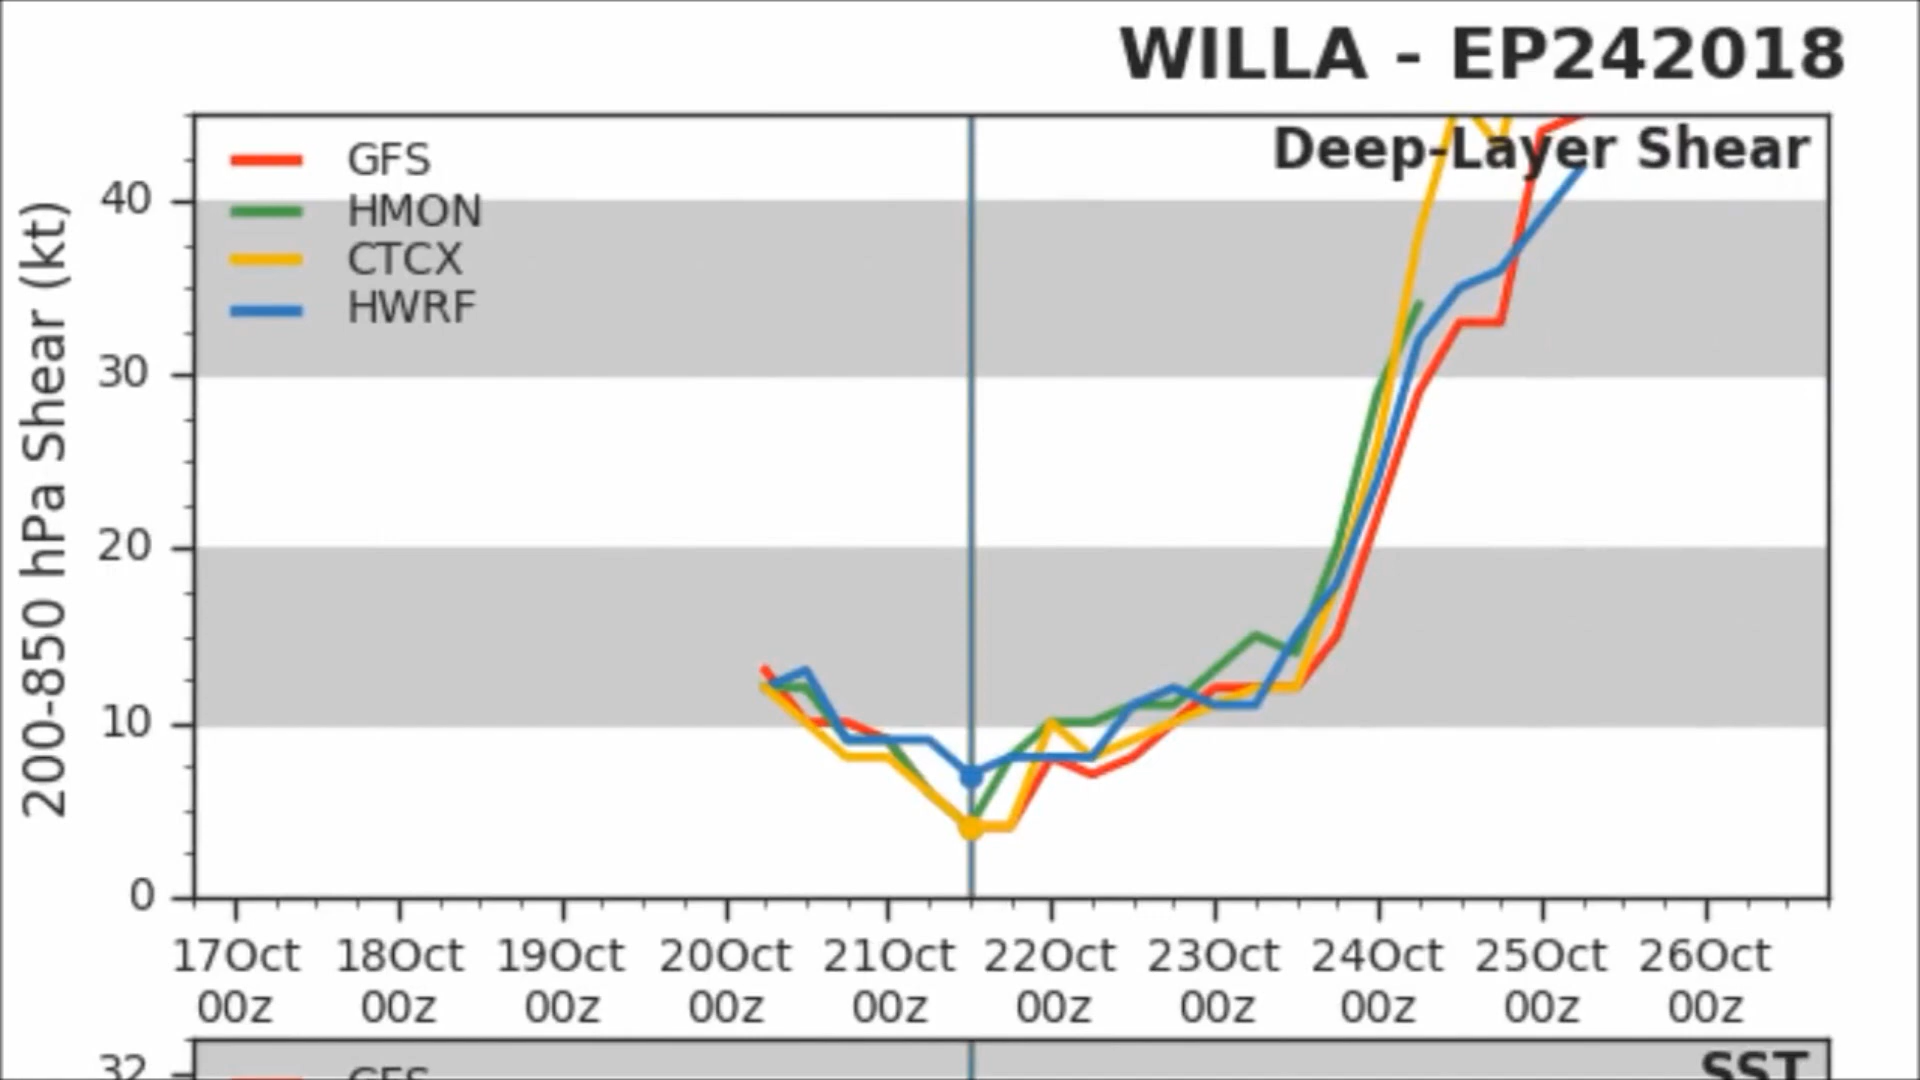 WILLA - EP242018
Deep-Layer Shear
GFS
HMON
CTCX
HWRF
200-850 hPa Shear (kt)
40
30
20
10
0
17Oct 18Oct 19Oct 20Oct 21Oct 22Oct 23Oct 24Oct 25Oct 26Oct
00z 00z 00z 00z 00z 00z 00z 00z 00z 00z
32
GFS
SST